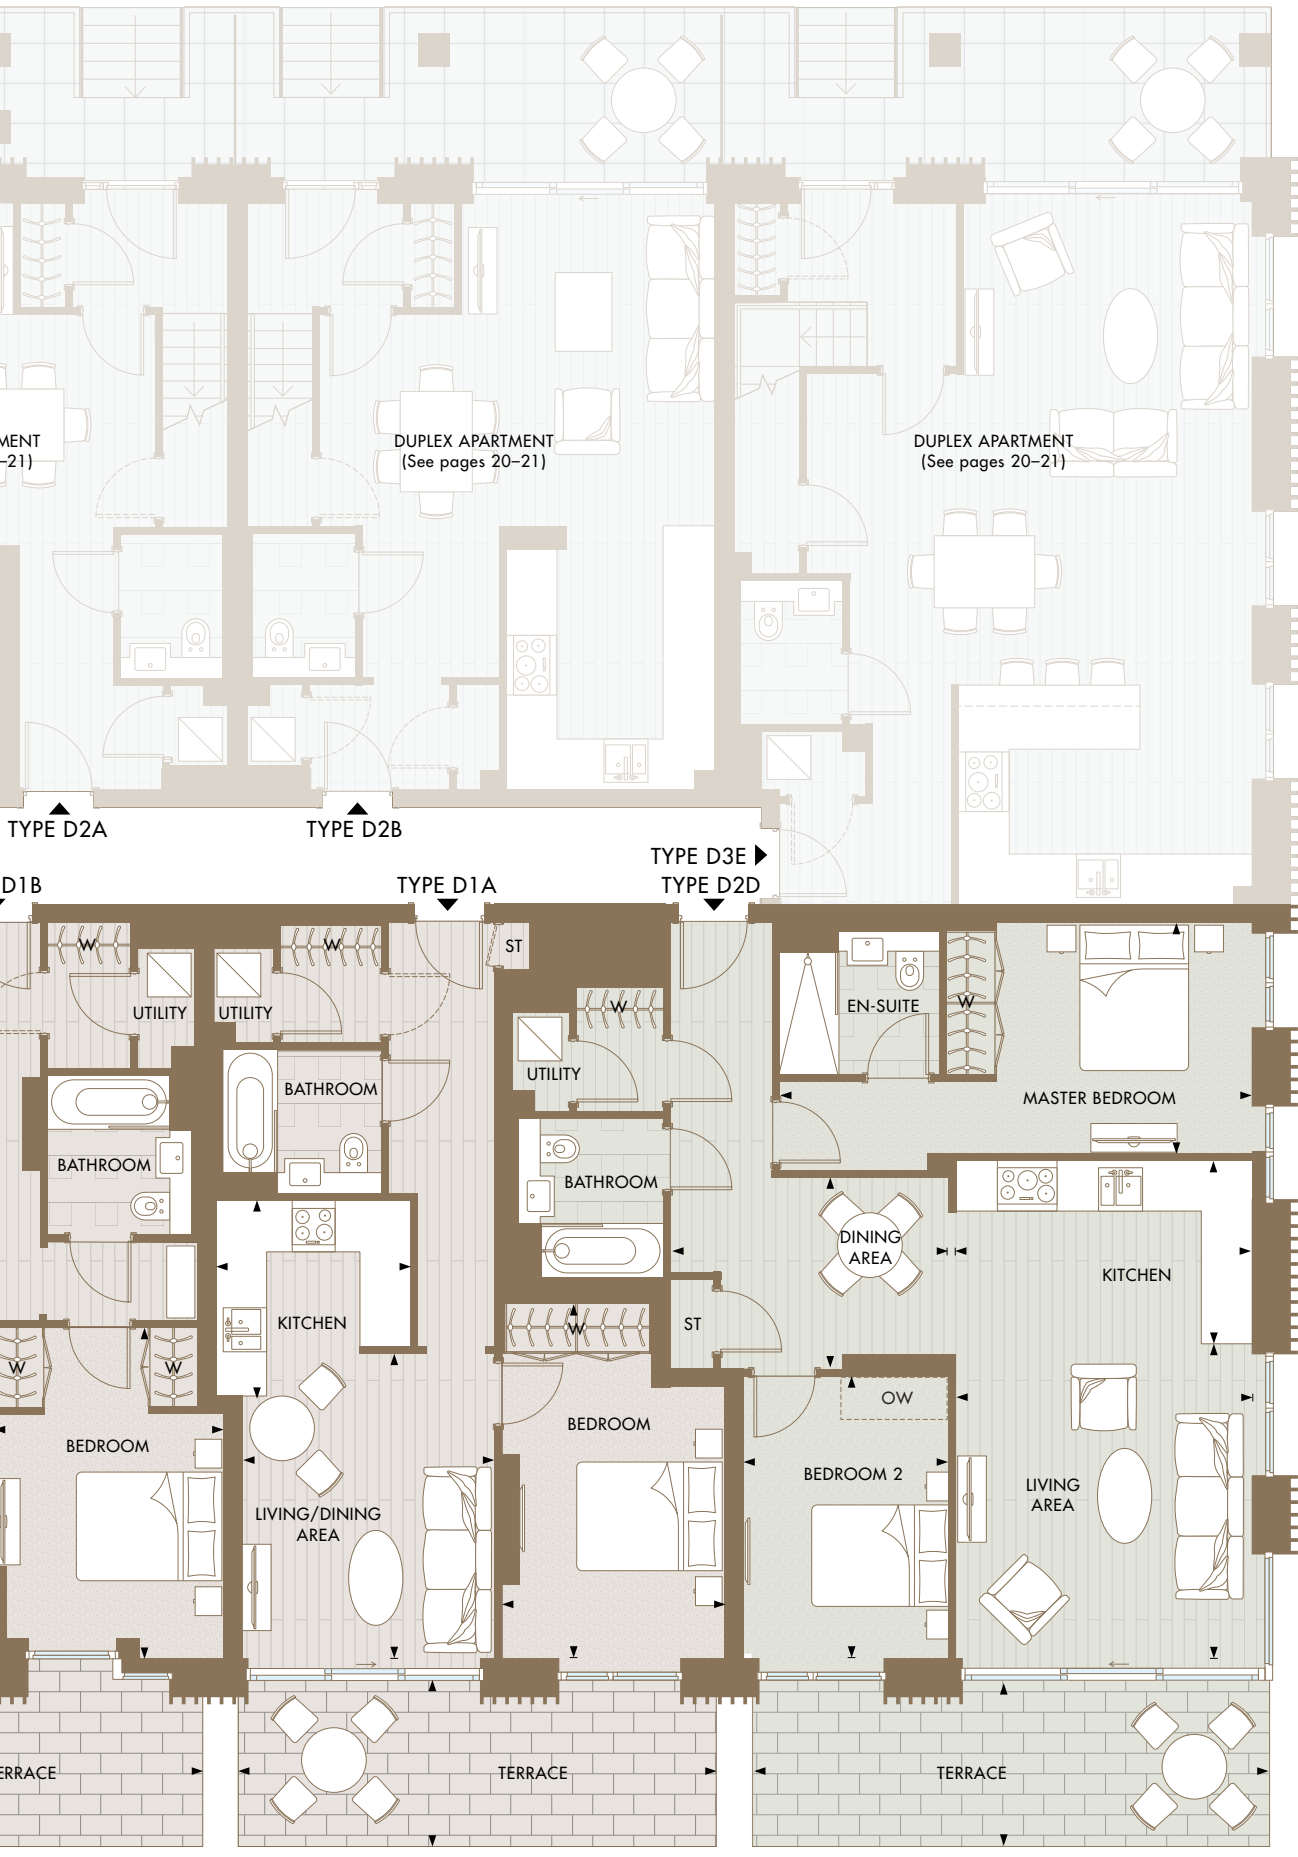 MENT
–21)
DUPLEX APARTMENT
(See pages 20–21)
DUPLEX APARTMENT
(See pages 20–21)
TYPE D2A
TYPE D2B
TYPE D3E
D1B
TYPE D1A
TYPE D2D
W
W
ST
UTILITY
UTILITY
EN-SUITE
W
W
UTILITY
BATHROOM
MASTER BEDROOM
BATHROOM
BATHROOM
DINING
AREA
KITCHEN
KITCHEN
W
ST
W
W
OW
BEDROOM
BEDROOM
BEDROOM 2
LIVING
AREA
LIVING/DINING
AREA
ERRACE
TERRACE
TERRACE